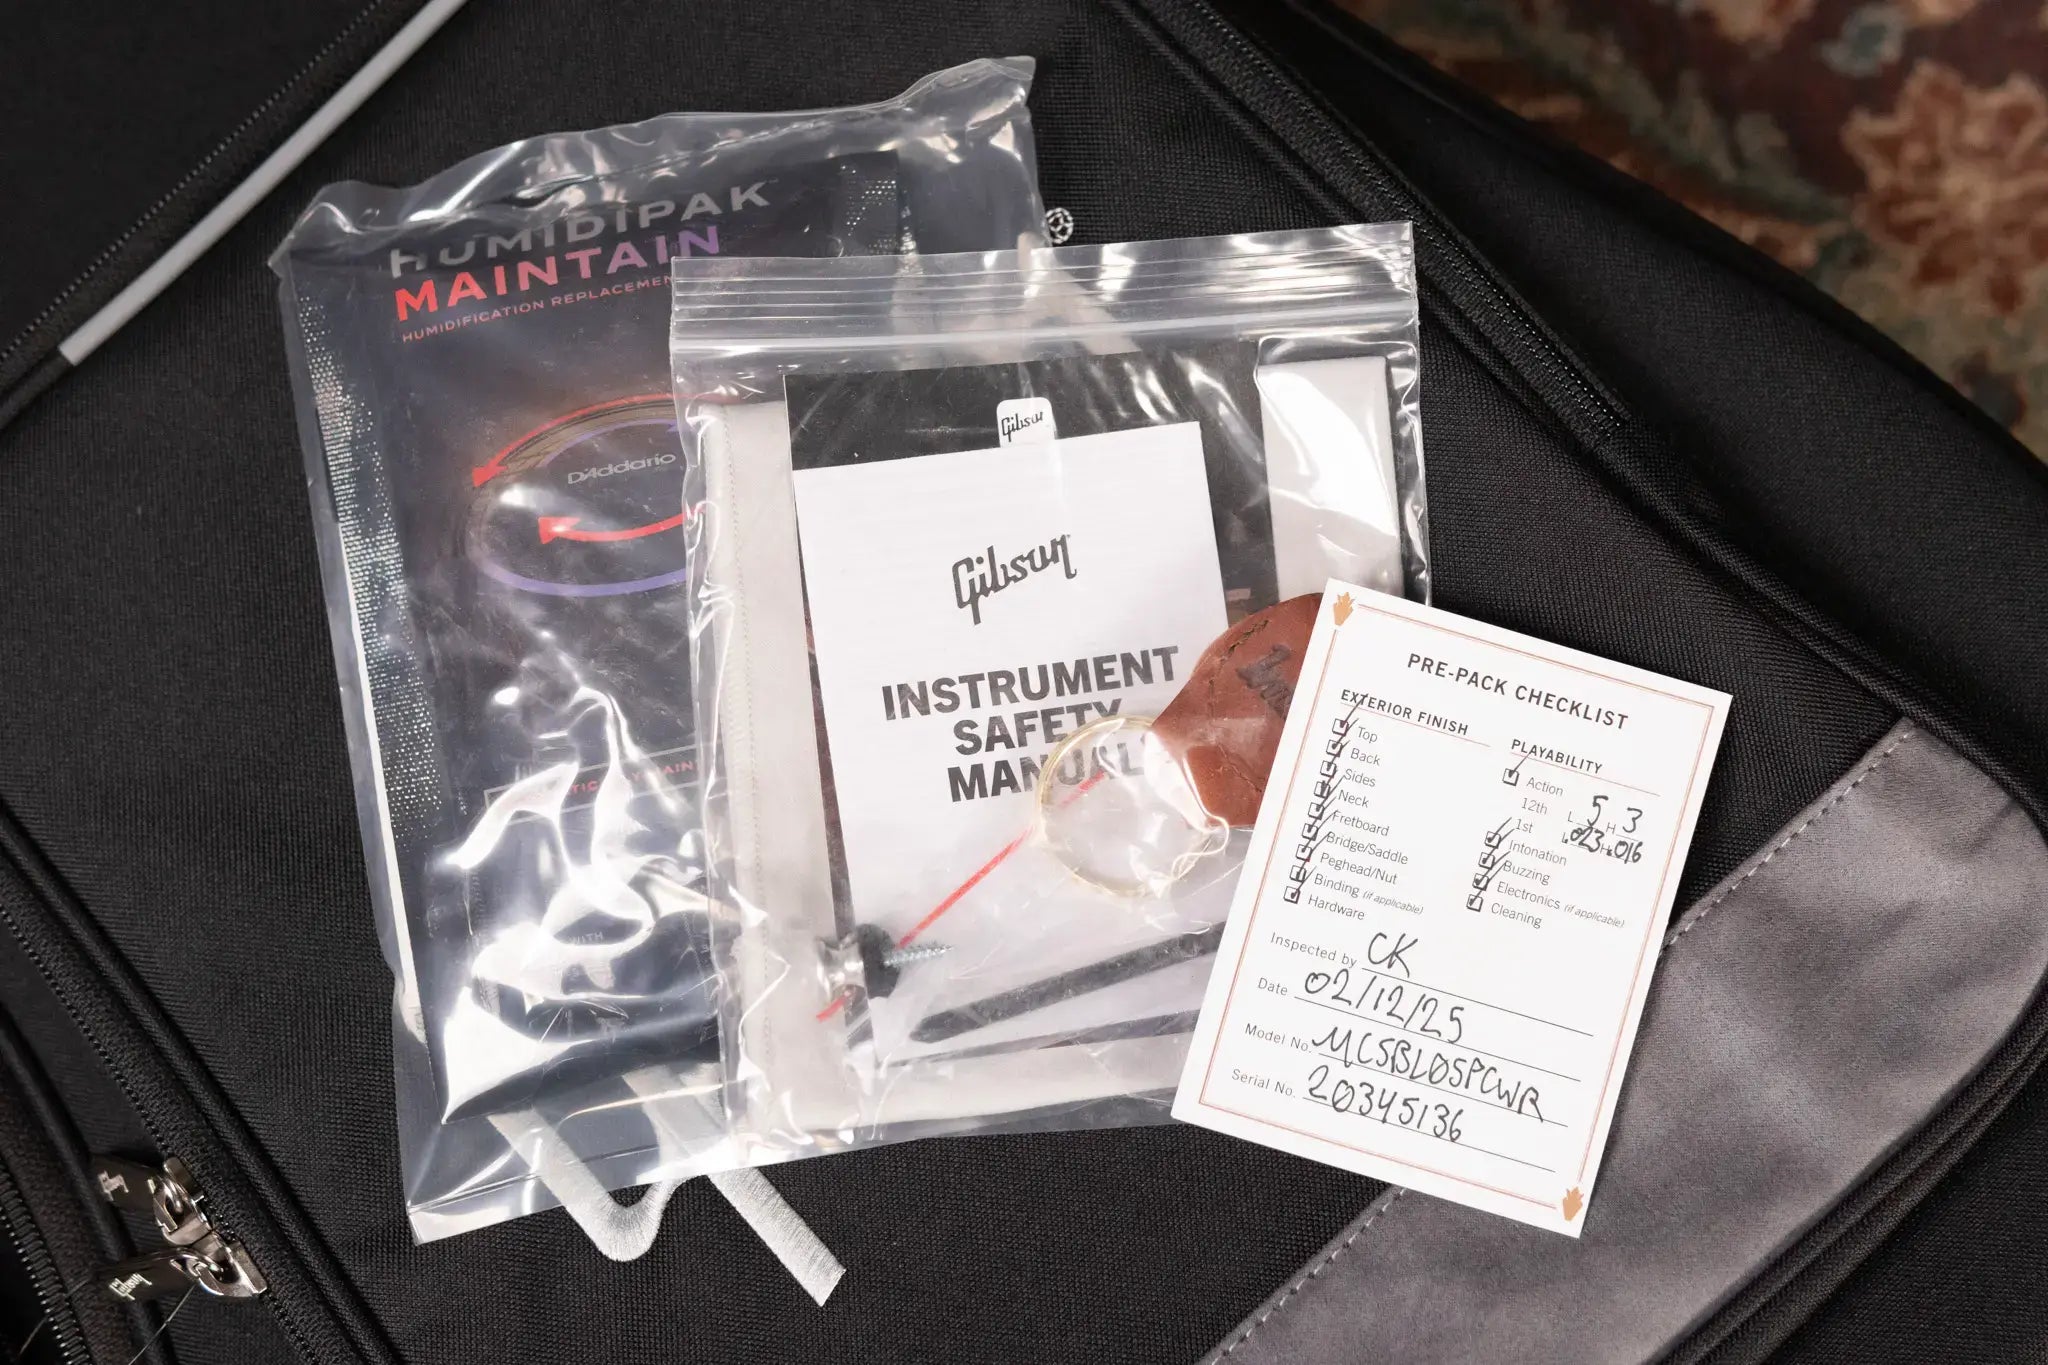 HUMIDIPAK
MAINTAIN
HUMIDIFICATION REPLACEMEN
D'Addario
Gibson
Gibson
INSTRUMENT
SAFETY
MANUAL
PRE-PACK CHECKLIST
EXTERIOR FINISH
Top
Back
Sides
Neck
Fretboard
Bridge/Saddle
Peghead/Nut
Binding (if applicable)
Hardware
PLAYABILITY
Action
12th L 5 H 3
1st L .023 H .016
Intonation
Buzzing
Electronics (if applicable)
Cleaning
Inspected by CK
Date 02/12/25
Model No. MCSBLOSPCWR
Serial No. 20345136
Gibson